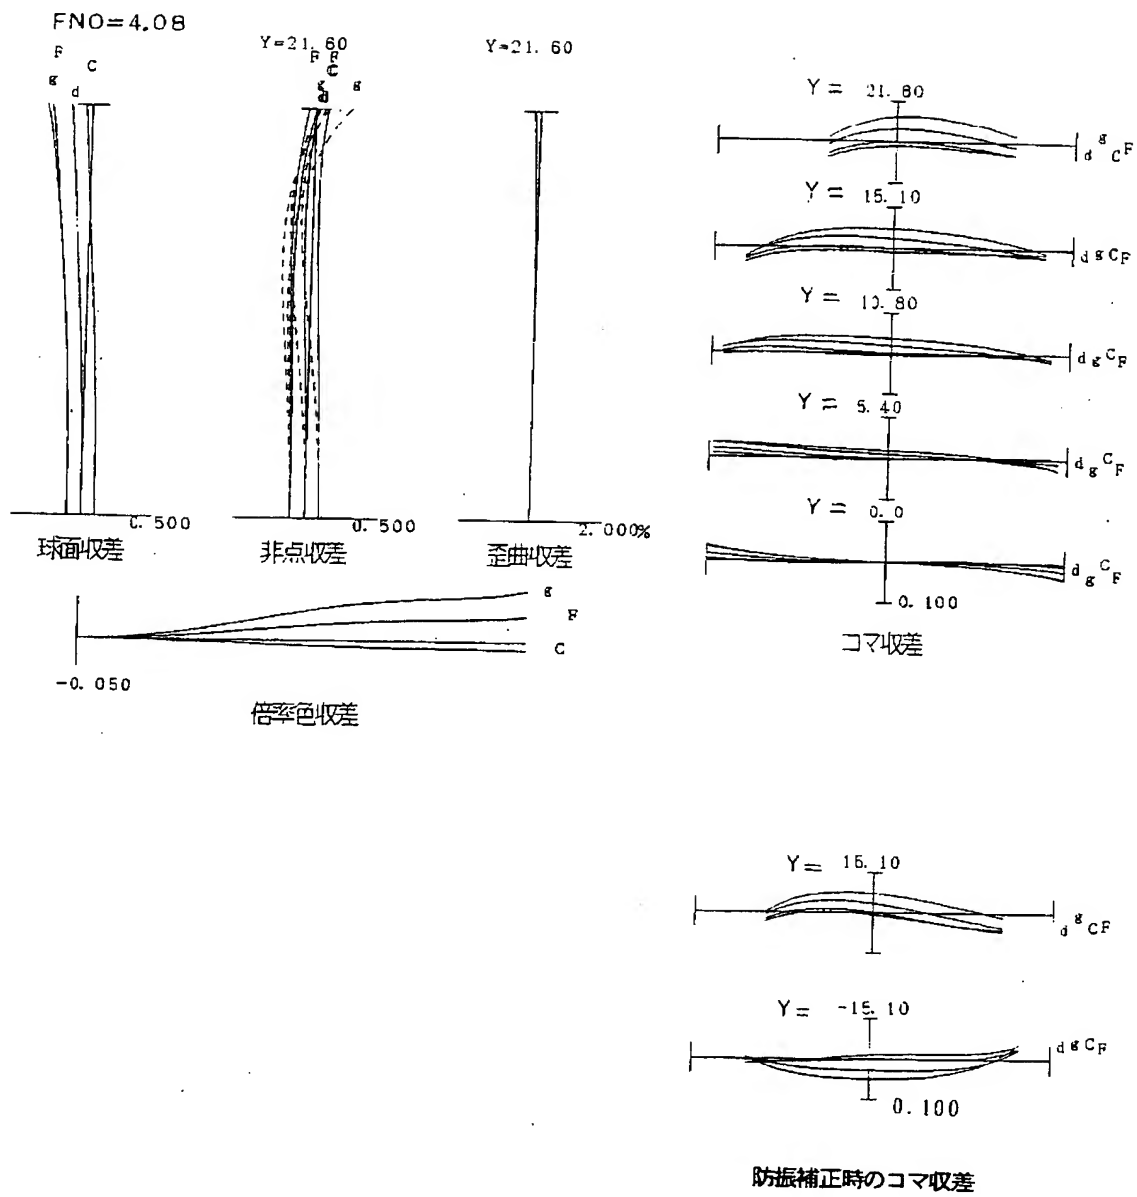 FNO=4.08
F
C
g
d
Y=21.60
F F
C
g
d
Y=21.60
0.500
球面収差
0.500
非点収差
2.000%
歪曲収差
g
F
C
-0.050
倍率色収差
Y= 21.80
d g C F
Y= 15.10
d g C F
Y= 10.80
d g C F
Y= 5.40
d g C F
Y= 0.0
d g C F
0.100
コマ収差
Y= 15.10
d g C F
Y= -15.10
d g C F
0.100
防振補正時のコマ収差